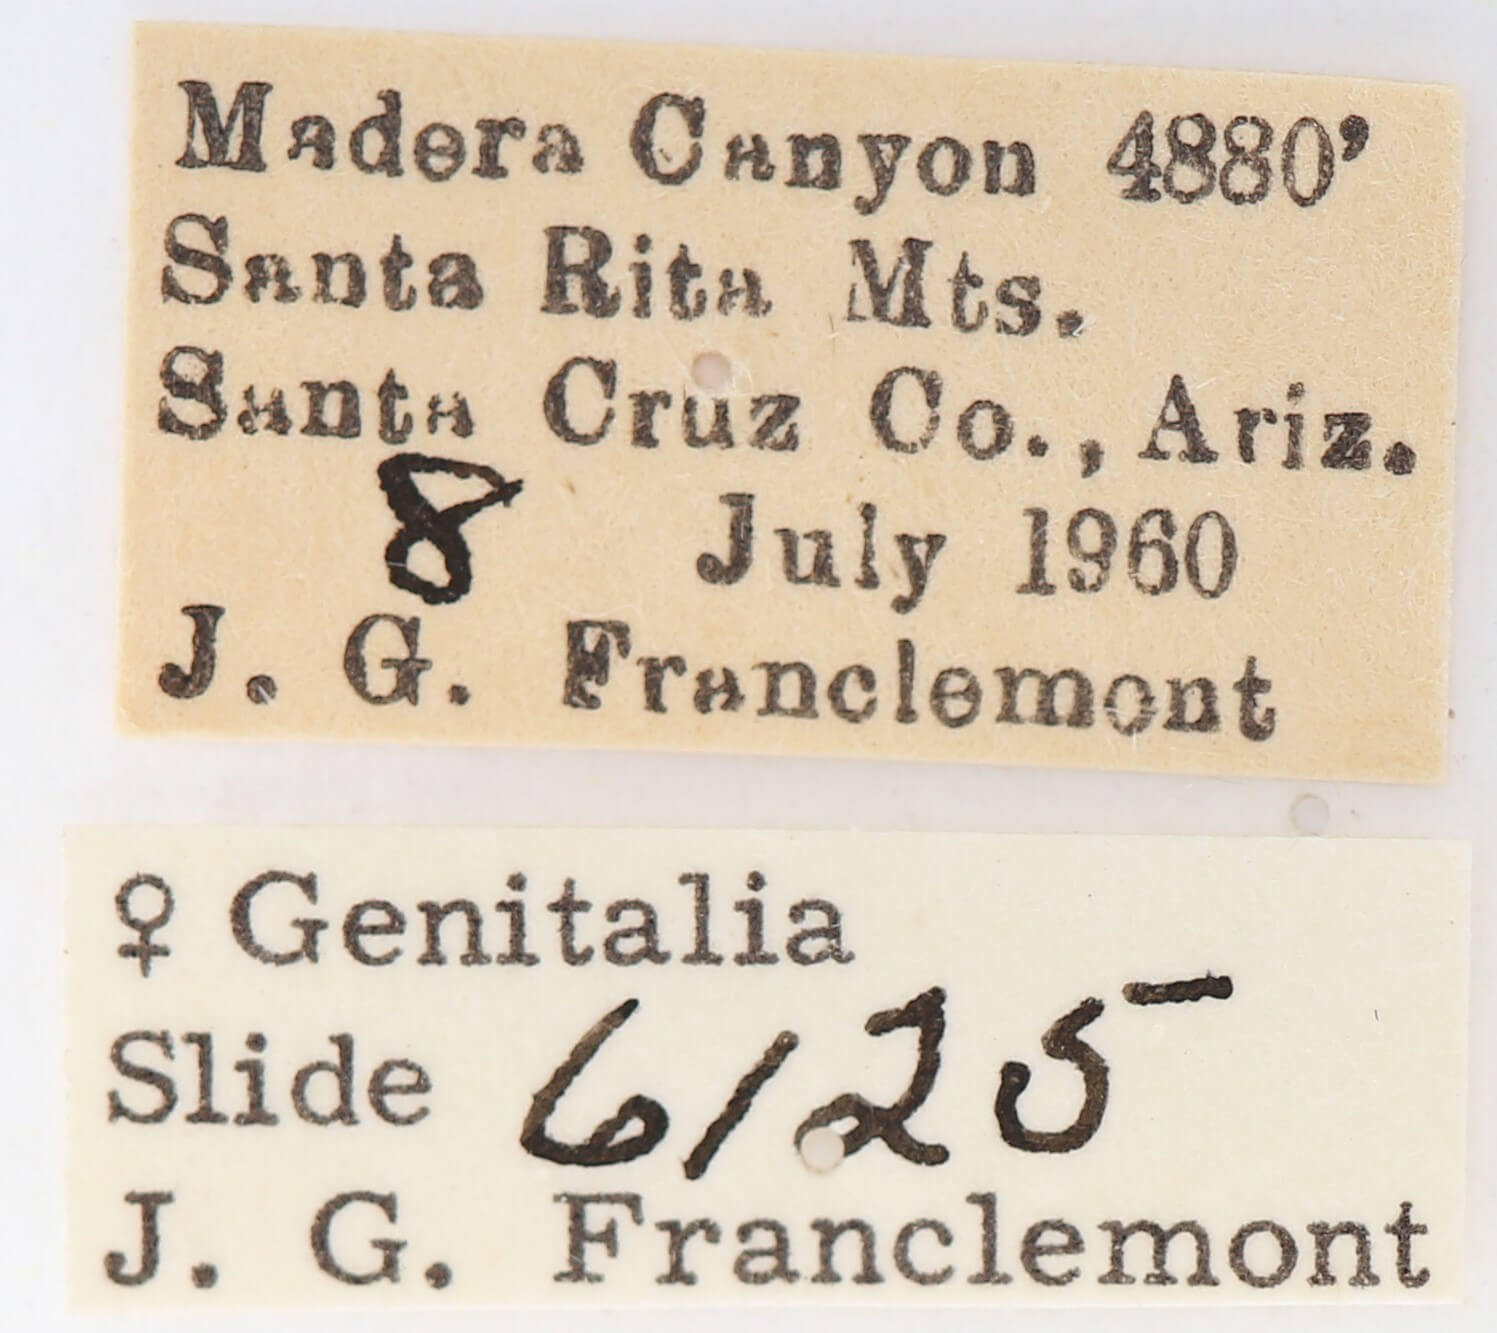 Madera Canyon 4880'
Santa Rita Mts.
Santa Cruz Co., Ariz.
8 July 1960
J. G. Franclemont
♀ Genitalia
Slide 6125
J. G. Franclemont